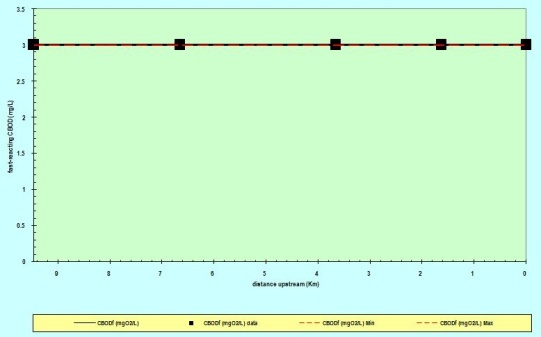 3.5
3
2.5
2
1.5
1
0.5
0
fast-reacting CBOD (mg/L)
9 8 7 6 5 4 3 2 1 0
distance upstream (Km)
CBODf (mgO2/L) CBODf (mgO2/L) data CBODf (mgO2/L) Min CBODf (mgO2/L) Max